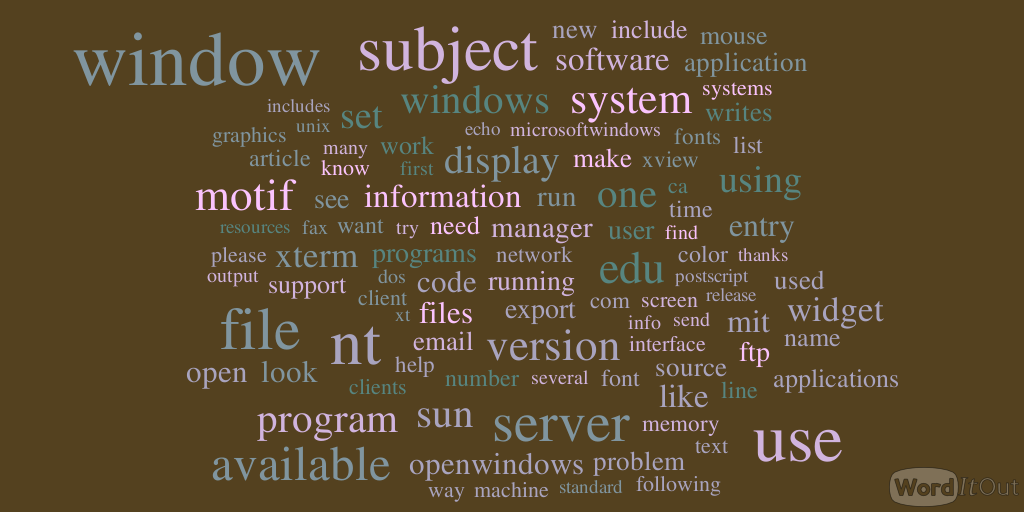 window subject new include mouse
software application
windows system systems
includes set writes
graphics unix echo microsoftwindows fonts list
article many work display make xview
know first
motif see information run one ca using
time
resources fax want try need manager user find entry
please xterm programs network color thanks
output support dos code running edu postscript used
client export com screen release
file xt files info send mit widget
nt email version interface ftp name
open look help source
clients number several font like line applications
program sun server memory use
text
available openwindows problem
way machine standard following
WordItOut